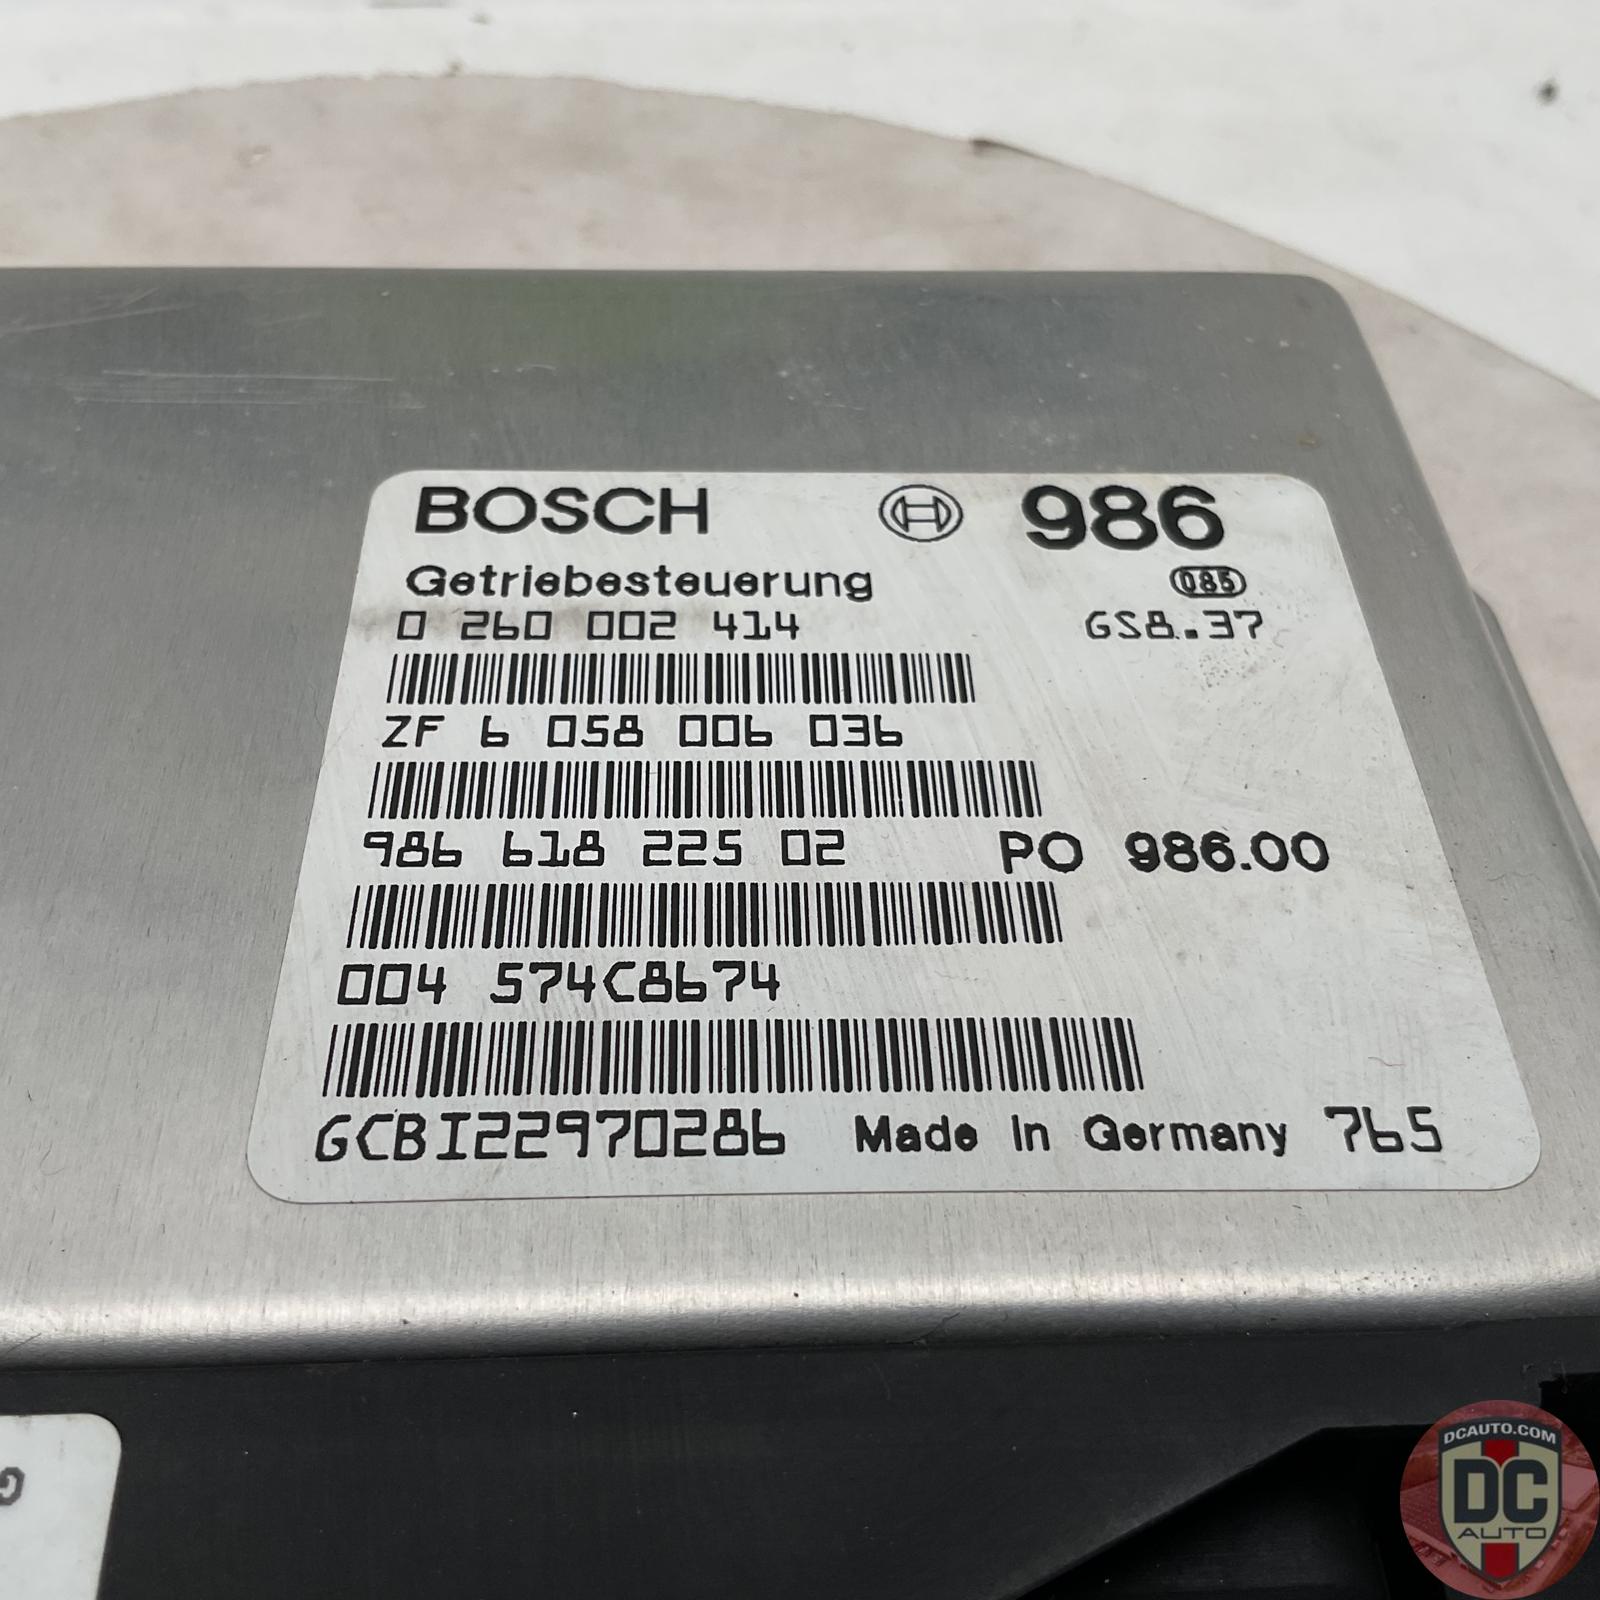 BOSCH 986
Getriebesteuerung 085
0 260 002 414 GS8.37
ZF 6 058 006 036
986 618 225 02 PO 986.00
004 574C8674
GCBI22970286 Made in Germany 765
DCAUTO.COM
DC
AUTO